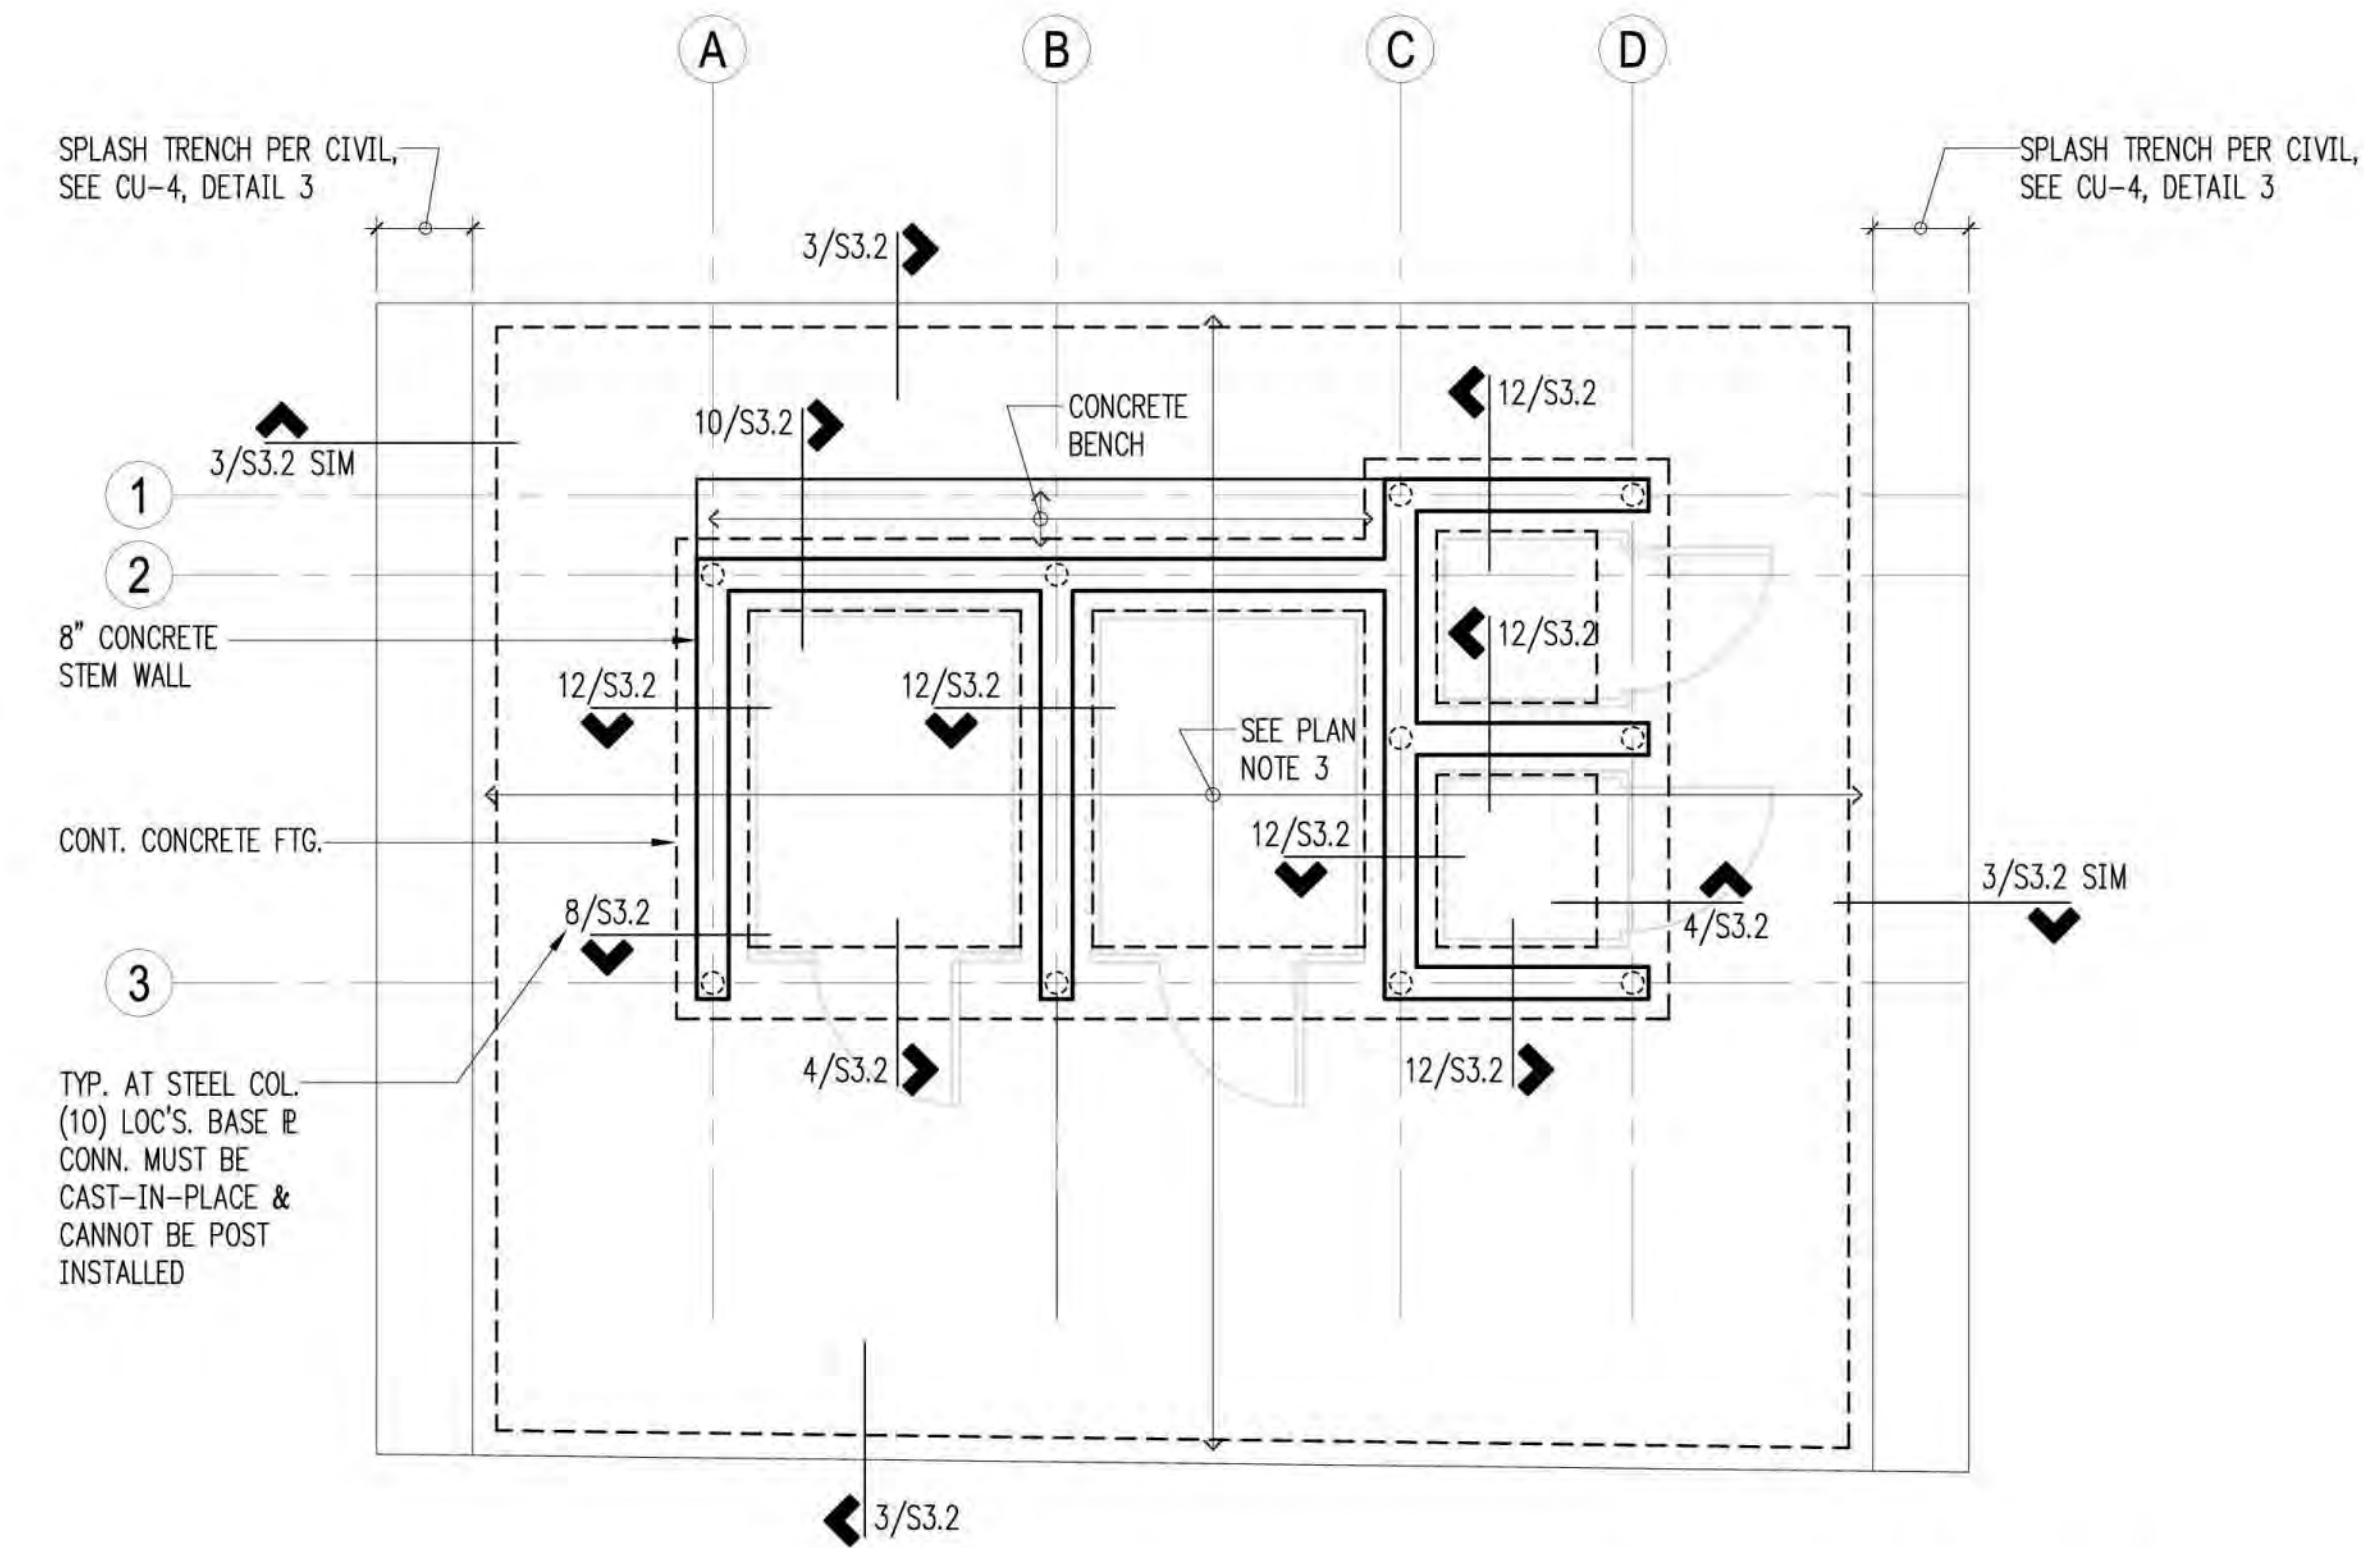 A
B
C
D
SPLASH TRENCH PER CIVIL,
SEE CU-4, DETAIL 3
SPLASH TRENCH PER CIVIL,
SEE CU-4, DETAIL 3
3/S3.2
12/S3.2
CONCRETE
BENCH
10/S3.2
3/S3.2 SIM
1
2
8" CONCRETE
STEM WALL
12/S3.2
12/S3.2
12/S3.2
SEE PLAN
NOTE 3
CONT. CONCRETE FTG.
12/S3.2
3/S3.2 SIM
8/S3.2
4/S3.2
3
4/S3.2
12/S3.2
TYP. AT STEEL COL.
(10) LOC'S. BASE PL
CONN. MUST BE
CAST-IN-PLACE &
CANNOT BE POST
INSTALLED
3/S3.2